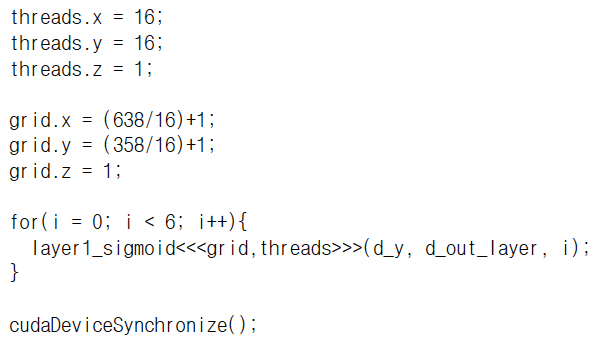 threads.x = 16;
threads.y = 16;
threads.z = 1;
grid.x = (638/16)+1;
grid.y = (358/16)+1;
grid.z = 1;
for(i = 0; i < 6; i++){
layer1_sigmoid<<<grid,threads>>>(d_y, d_out_layer, i);
}
cudaDeviceSynchronize();